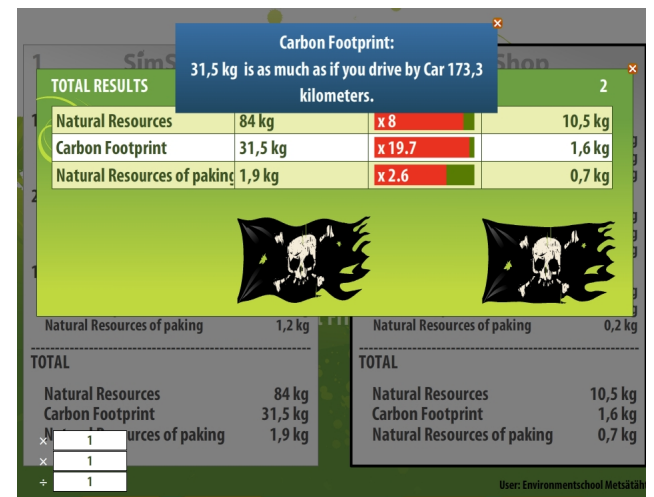 Carbon Footprint:
31,5 kg is as much as if you drive by Car 173,3
kilometers.
1 SimS Shop
TOTAL RESULTS 2
Natural Resources 84 kg x 8 10,5 kg
Carbon Footprint 31,5 kg x 19.7 1,6 kg
Natural Resources of paking 1,9 kg x 2.6 0,7 kg
Natural Resources of paking 1,2 kg Natural Resources of paking 0,2 kg
TOTAL TOTAL
Natural Resources 84 kg Natural Resources 10,5 kg
Carbon Footprint 31,5 kg Carbon Footprint 1,6 kg
urces of paking 1,9 kg Natural Resources of paking 0,7 kg
× 1
× 1
÷ 1
User: Environmentschool Metsätäh